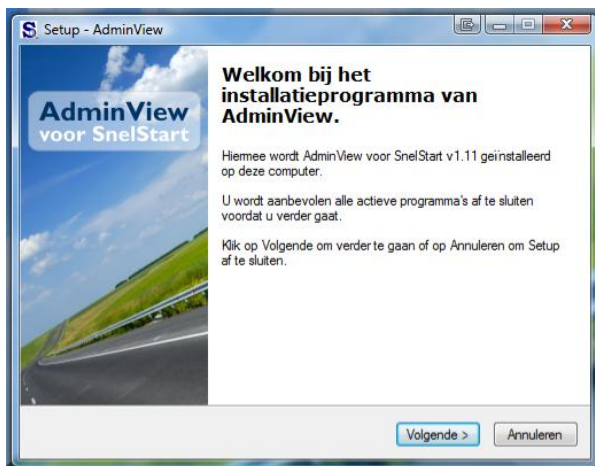 Setup - AdminView
AdminView
voor SnelStart
Welkom bij het
installatieprogramma van
AdminView.
Hiermee wordt AdminView voor SnelStart v1.11 geïnstalleerd
op deze computer.
U wordt aanbevolen alle actieve programma's af te sluiten
voordat u verder gaat.
Klik op Volgende om verder te gaan of op Annuleren om Setup
af te sluiten.
Volgende >
Annuleren